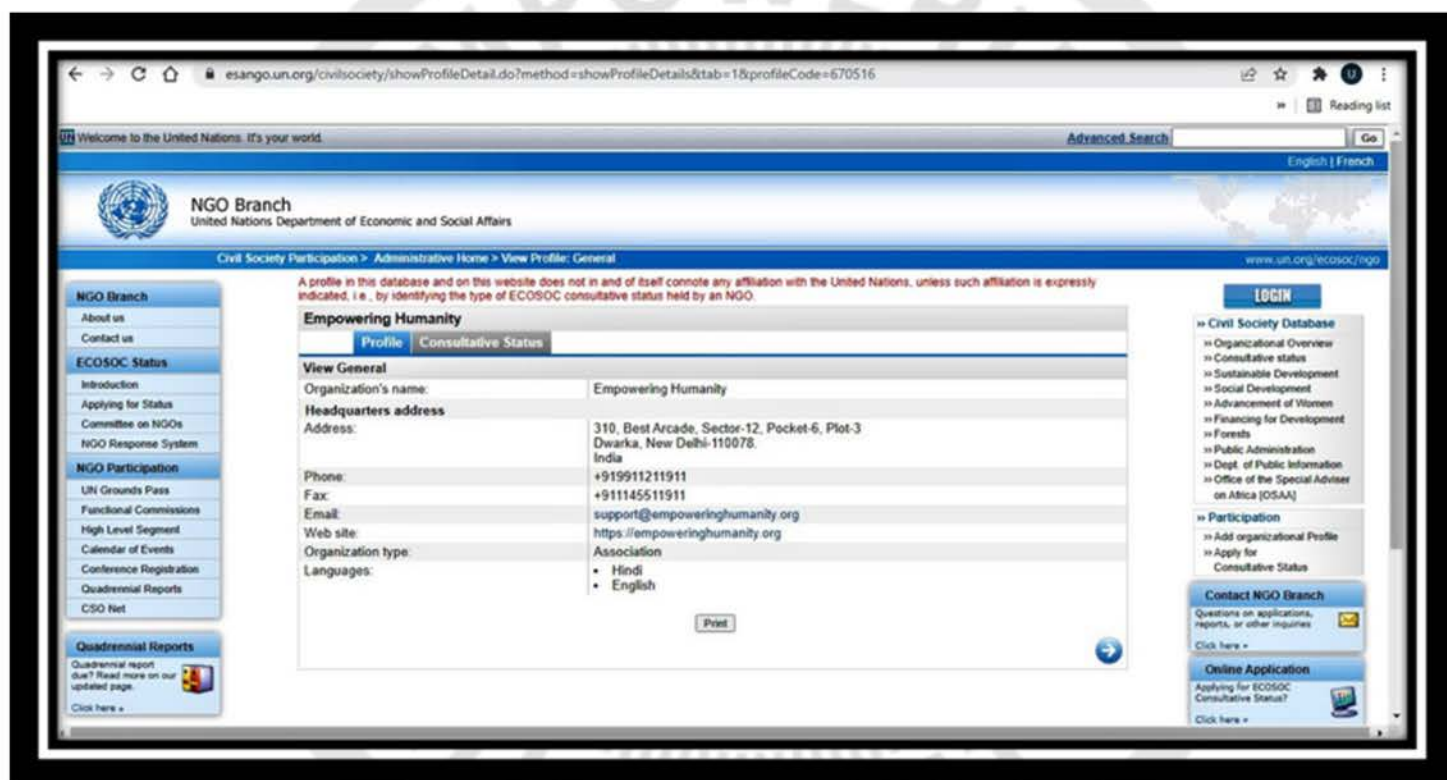 esango.un.org/civilsociety/showProfileDetail.do?method=showProfileDetails&tab=1&profileCode=670516
U
Reading list
UN Welcome to the United Nations. It's your world.
Advanced Search
Go
English | French
NGO Branch
United Nations Department of Economic and Social Affairs
Civil Society Participation > Administrative Home > View Profile: General
www.un.org/ecosoc/ngo
NGO Branch
About us
Contact us
ECOSOC Status
Introduction
Applying for Status
Committee on NGOs
NGO Response System
NGO Participation
UN Grounds Pass
Functional Commissions
High Level Segment
Calendar of Events
Conference Registration
Quadrennial Reports
CSO Net
Quadrennial Reports
Quadrennial report
due? Read more on our
updated page.
Click here »
A profile in this database and on this website does not in and of itself connote any affiliation with the United Nations, unless such affiliation is expressly
indicated, i.e., by identifying the type of ECOSOC consultative status held by an NGO.
Empowering Humanity
Profile Consultative Status
View General
Organization's name: Empowering Humanity
Headquarters address
Address: 310, Best Arcade, Sector-12, Pocket-6, Plot-3
Dwarka, New Delhi-110078.
India
Phone: +919911211911
Fax: +911145511911
Email: support@empoweringhumanity.org
Web site: https://empoweringhumanity.org
Organization type: Association
Languages: • Hindi
• English
Print
LOGIN
» Civil Society Database
» Organizational Overview
» Consultative status
» Sustainable Development
» Social Development
» Advancement of Women
» Financing for Development
» Forests
» Public Administration
» Dept. of Public Information
» Office of the Special Adviser
on Africa [OSAA]
» Participation
» Add organizational Profile
» Apply for
Consultative Status
Contact NGO Branch
Questions on applications,
reports, or other inquiries
Click here »
Online Application
Applying for ECOSOC
Consultative Status?
Click here »